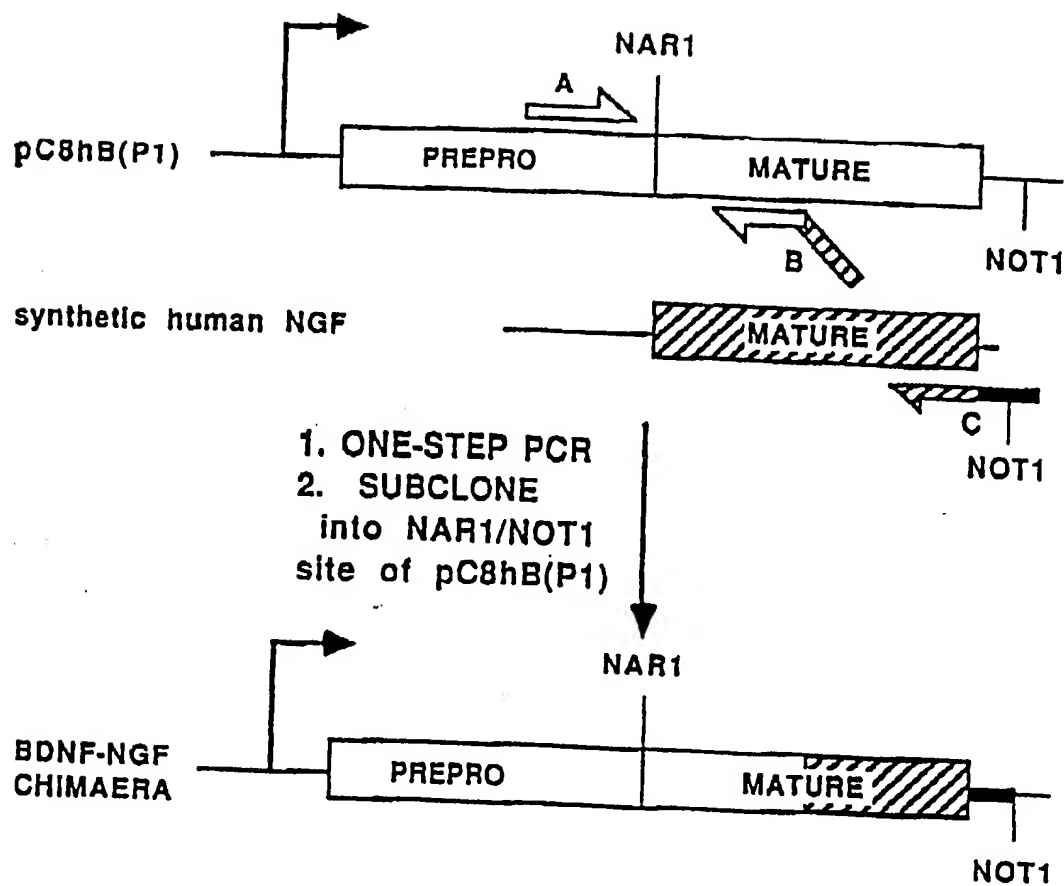 NAR1
A
pC8hB(P1)
PREPRO
MATURE
B
NOT1
synthetic human NGF
MATURE
C
NOT1
1. ONE-STEP PCR
2. SUBCLONE
into NAR1/NOT1
site of pC8hB(P1)
NAR1
BDNF-NGF
CHIMAERA
PREPRO
MATURE
NOT1